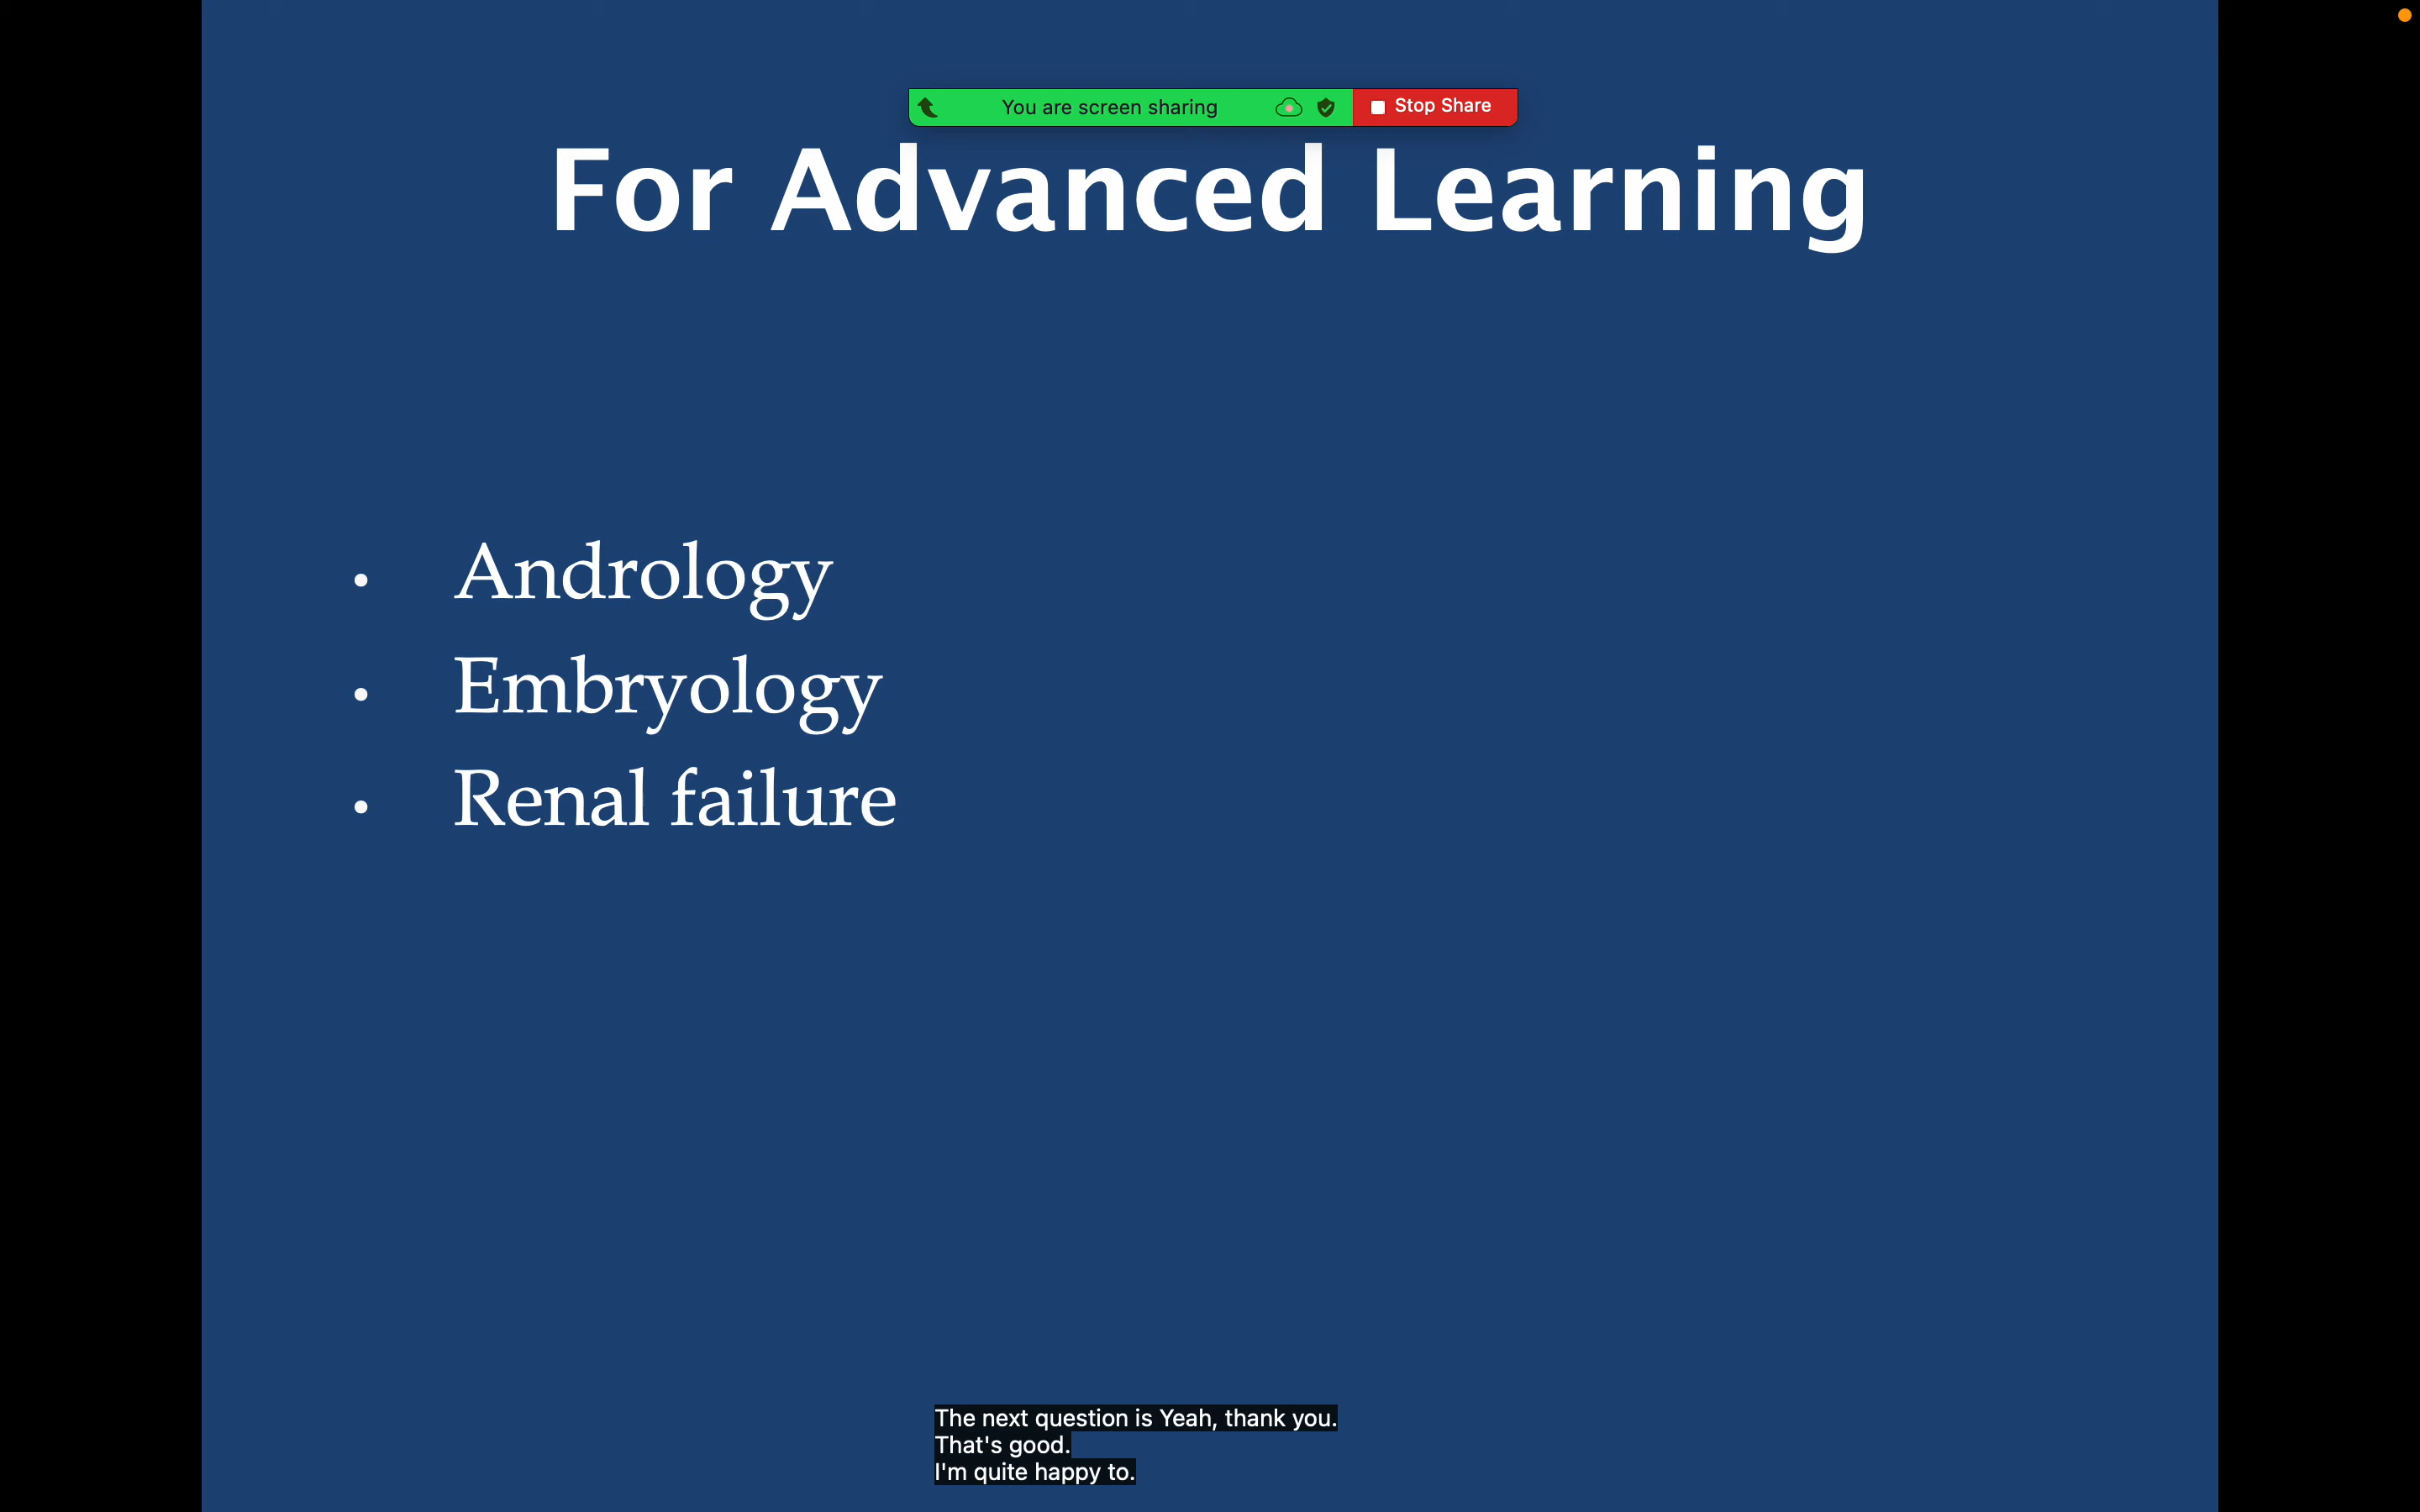 You are screen sharing
Stop Share
For Advanced Learning
• Andrology
• Embryology
• Renal failure
The next question is Yeah, thank you.
That's good.
I'm quite happy to.